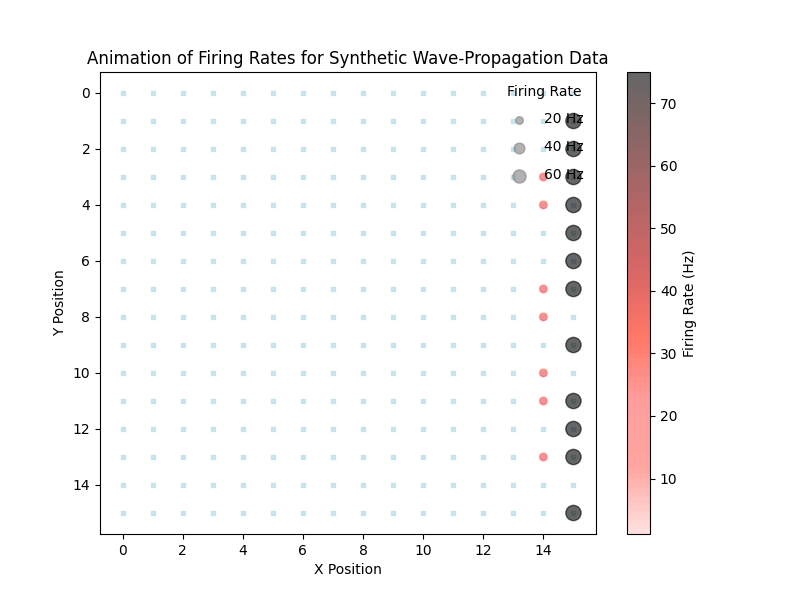 Animation of Firing Rates for Synthetic Wave-Propagation Data
Firing Rate
20 Hz
40 Hz
60 Hz
0
2
4
6
8
10
12
14
Y Position
0
2
4
6
8
10
12
14
X Position
70
60
50
40
30
20
10
Firing Rate (Hz)